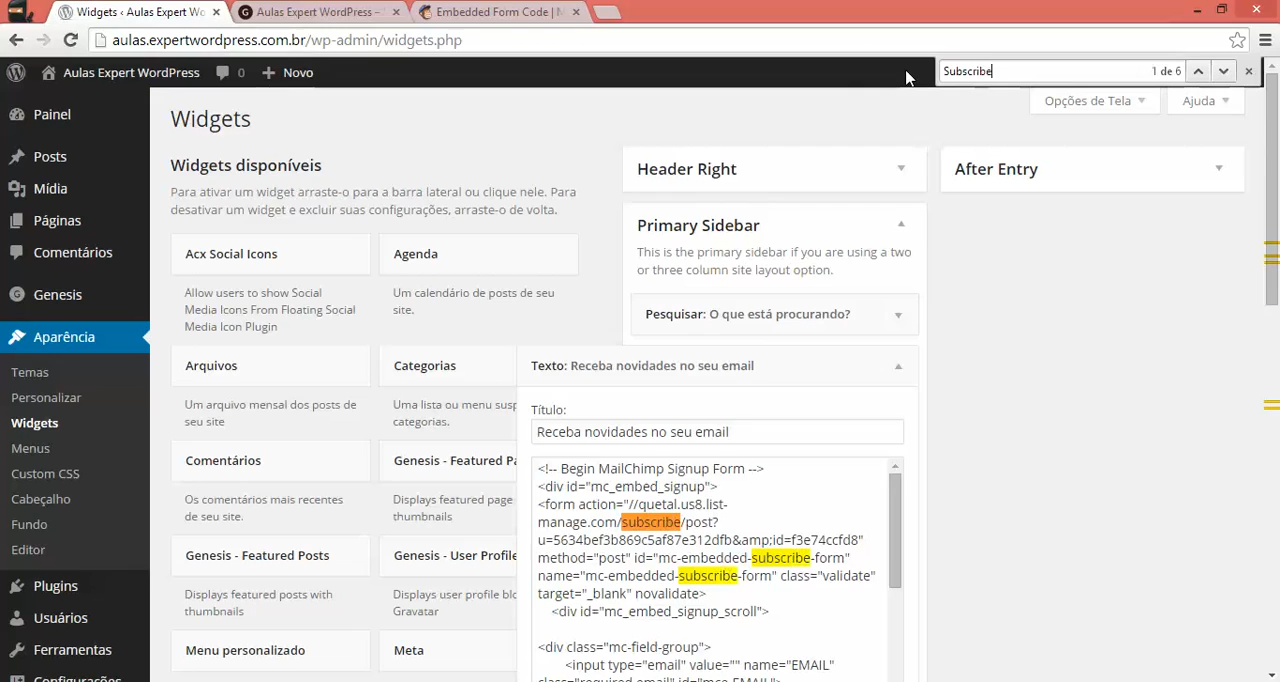 Widgets ‹ Aulas Expert Wo
Aulas Expert WordPress –
Embedded Form Code | M
aulas.expertwordpress.com.br/wp-admin/widgets.php
Aulas Expert WordPress
0
Novo
Subscribe
1 de 6
Painel
Posts
Mídia
Páginas
Comentários
Genesis
Aparência
Temas
Personalizar
Widgets
Menus
Custom CSS
Cabeçalho
Fundo
Editor
Plugins
Usuários
Ferramentas
Configurações
Opções de Tela
Ajuda
Widgets
Widgets disponíveis
Para ativar um widget arraste-o para a barra lateral ou clique nele. Para
desativar um widget e excluir suas configurações, arraste-o de volta.
Acx Social Icons
Allow users to show Social
Media Icons From Floating Social
Media Icon Plugin
Agenda
Um calendário de posts de seu
site.
Arquivos
Um arquivo mensal dos posts de
seu site
Categorias
Uma lista ou menu susp
categorias.
Comentários
Os comentários mais recentes
de seu site.
Genesis - Featured Pa
Displays featured page
thumbnails
Genesis - Featured Posts
Displays featured posts with
thumbnails
Genesis - User Profile
Displays user profile blo
Gravatar
Menu personalizado
Meta
Header Right
Primary Sidebar
This is the primary sidebar if you are using a two
or three column site layout option.
Pesquisar: O que está procurando?
Texto: Receba novidades no seu email
Título:
Receba novidades no seu email
<!-- Begin MailChimp Signup Form -->
<div id="mc_embed_signup">
<form action="//quetal.us8.list-
manage.com/subscribe/post?
u=5634bef3b869c5af87e312dfb&amp;id=f3e74ccfd8"
method="post" id="mc-embedded-subscribe-form"
name="mc-embedded-subscribe-form" class="validate"
target="_blank" novalidate>
<div id="mc_embed_signup_scroll">
<div class="mc-field-group">
<input type="email" value="" name="EMAIL"
class="required email" id="mce-EMAIL">
After Entry